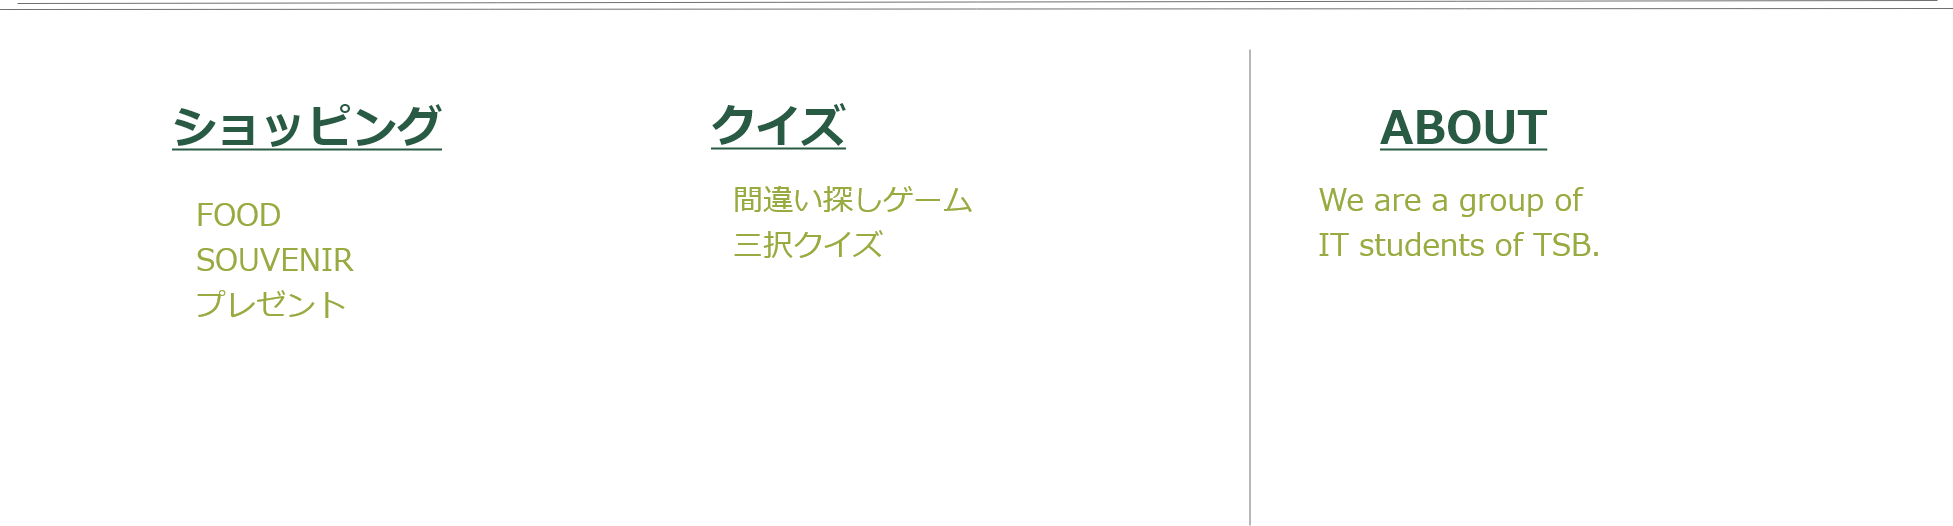 ショッピング
FOOD
SOUVENIR
プレゼント
クイズ
間違い探しゲーム
三択クイズ
ABOUT
We are a group of
IT students of TSB.